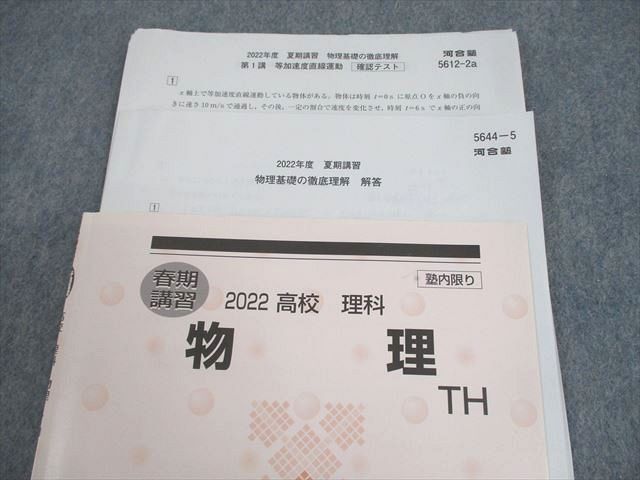 2022年度　夏期講習　物理基礎の徹底理解
河合塾
第1講　等加速度直線運動　確認テスト
5612-2a
1
x 軸上で等加速度直線運動している物体がある。物体は時刻 t=0s に原点Oを x 軸の負の向
きに速さ 10 m/s で通過し，その後，一定の割合で速度を変化させ，時刻 t=6s で x 軸の正の向
5644-5
河合塾
2022年度　夏期講習
物理基礎の徹底理解　解答
1
春期
講習
塾内限り
2022 高校　理科
物　理
TH